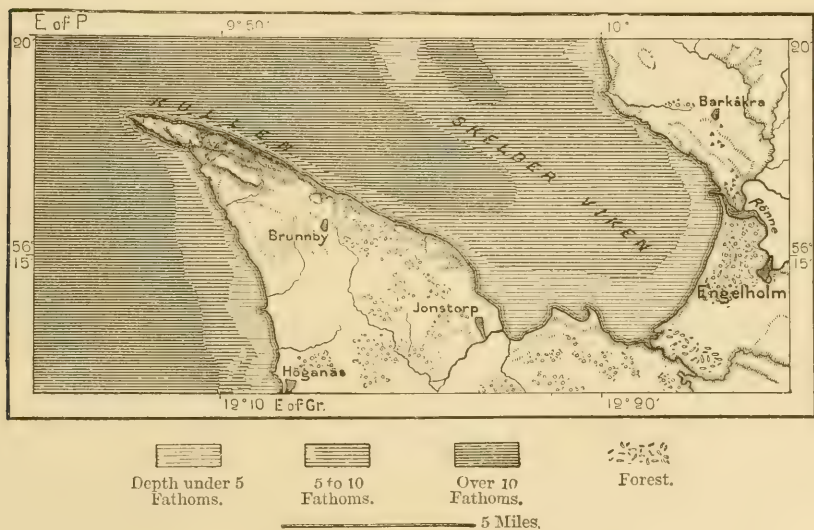 E of P
9° 50'
10°
20'
20'
KULLEN
Barkåkra
SKELDER VIKEN
Rönne
Brunnby
56°
15'
56°
15'
Engelholm
Jonstorp
Höganäs
12° 10'
E of Gr.
12° 20'
Depth under 5
Fathoms.
5 to 10
Fathoms.
Over 10
Fathoms.
Forest.
5 Miles.